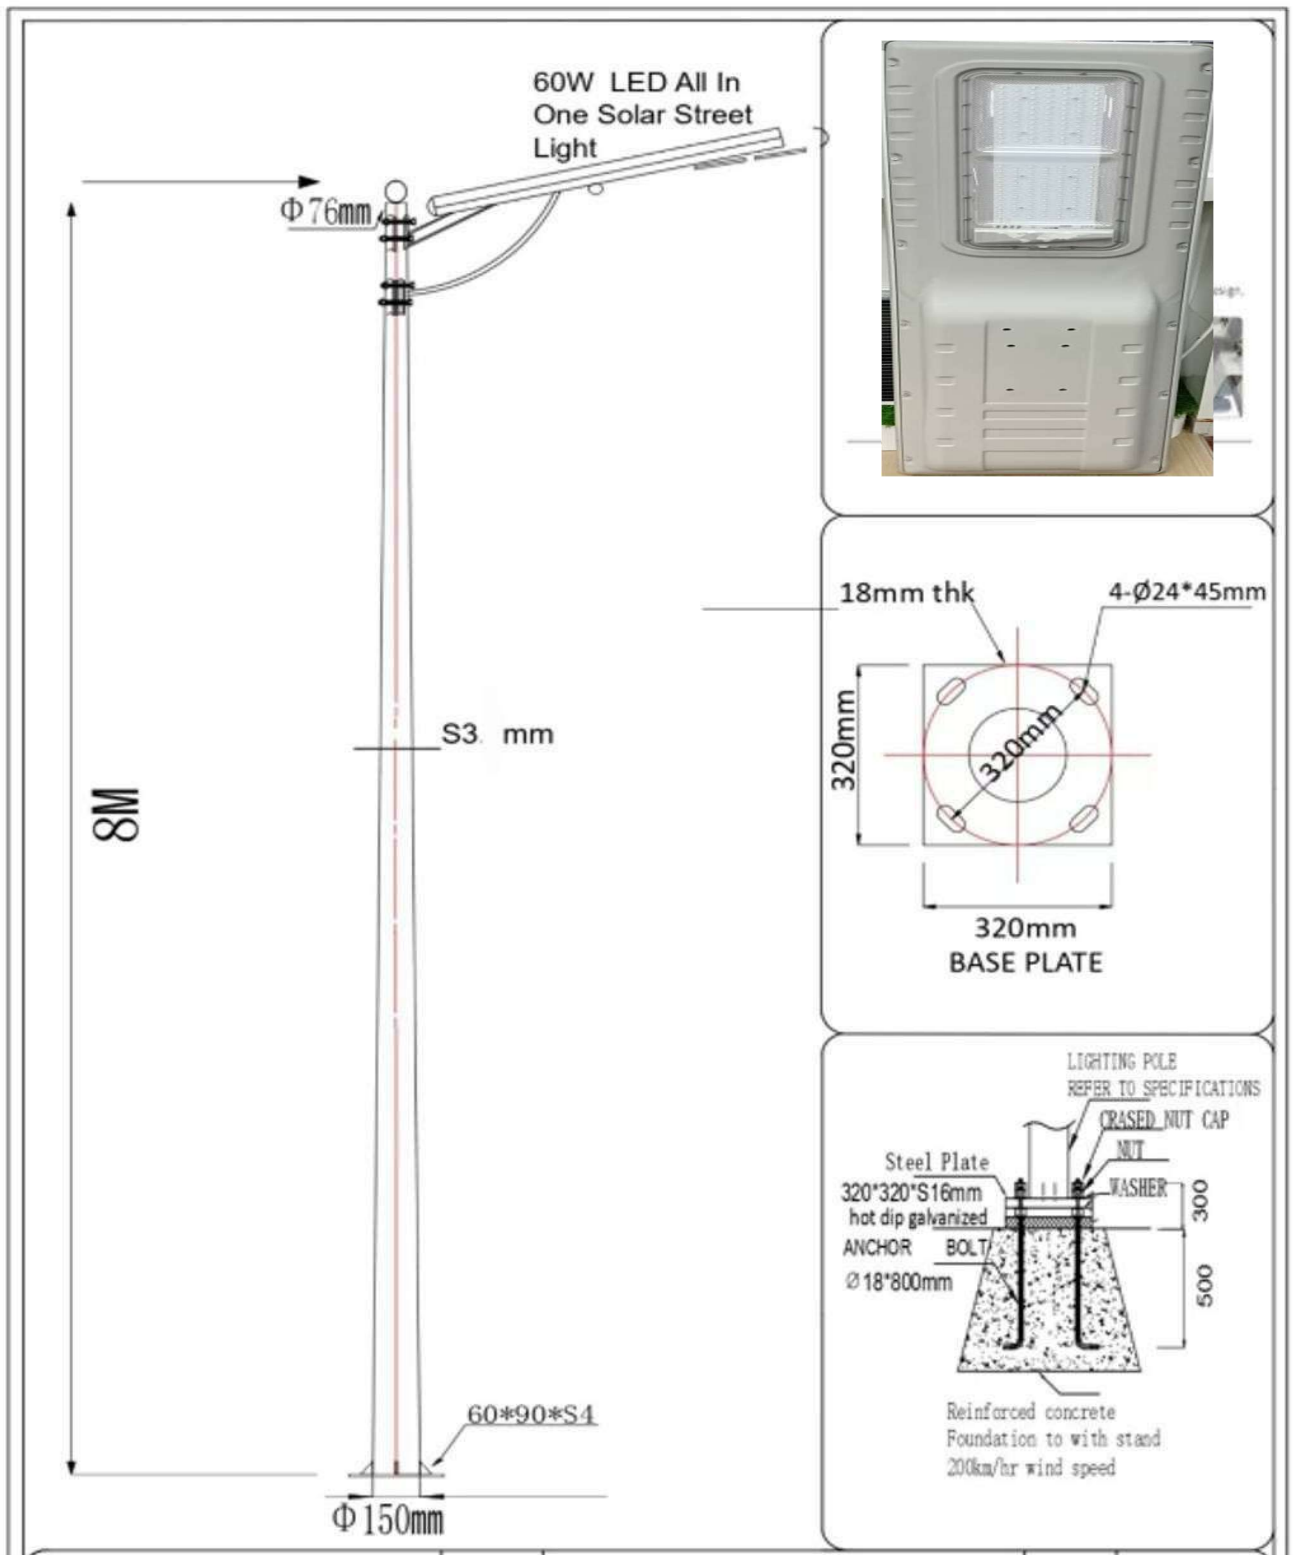 60W LED All In
One Solar Street
Light
Φ76mm
8M
S3. mm
60*90*S4
Φ150mm
18mm thk
4-Ø24*45mm
320mm
320mm
320mm
BASE PLATE
LIGHTING POLE
REFER TO SPECIFICATIONS
CRASED NUT CAP
NUT
WASHER
Steel Plate
320*320*S16mm
hot dip galvanized
ANCHOR BOLT
Ø18*800mm
300
500
Reinforced concrete
Foundation to with stand
200km/hr wind speed